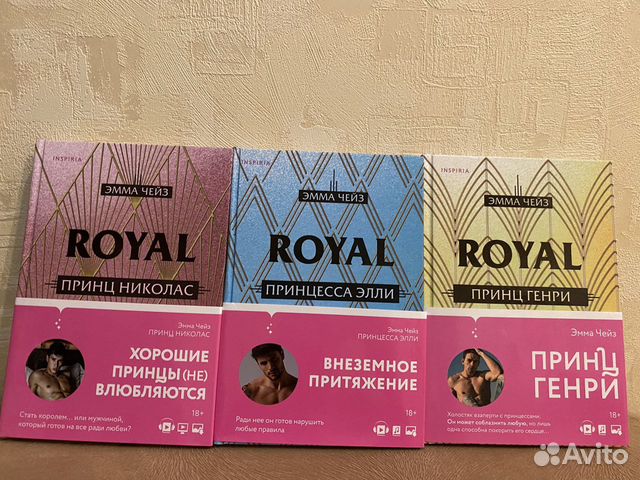 INSPIRIA
ЭММА ЧЕЙЗ
ROYAL
ПРИНЦ НИКОЛАС
Эмма Чейз
ПРИНЦ НИКОЛАС
ХОРОШИЕ
ПРИНЦЫ (НЕ)
ВЛЮБЛЯЮТСЯ
18+
Стать королем... или мужчиной,
который готов на все ради любви?
INSPIRIA
ЭММА ЧЕЙЗ
ROYAL
ПРИНЦЕССА ЭЛЛИ
Эмма Чейз
ПРИНЦЕССА ЭЛЛИ
ВНЕЗЕМНОЕ
ПРИТЯЖЕНИЕ
18+
Ради нее он готов нарушить
любые правила
INSPIRIA
ЭММА ЧЕЙЗ
ROYAL
ПРИНЦ ГЕНРИ
Эмма Чейз
ПРИНЦ
ГЕНРИ
18+
Холостяк взаперти с принцессами.
Он может соблазнить любую, но лишь
одна способна покорить его сердце...
Avito